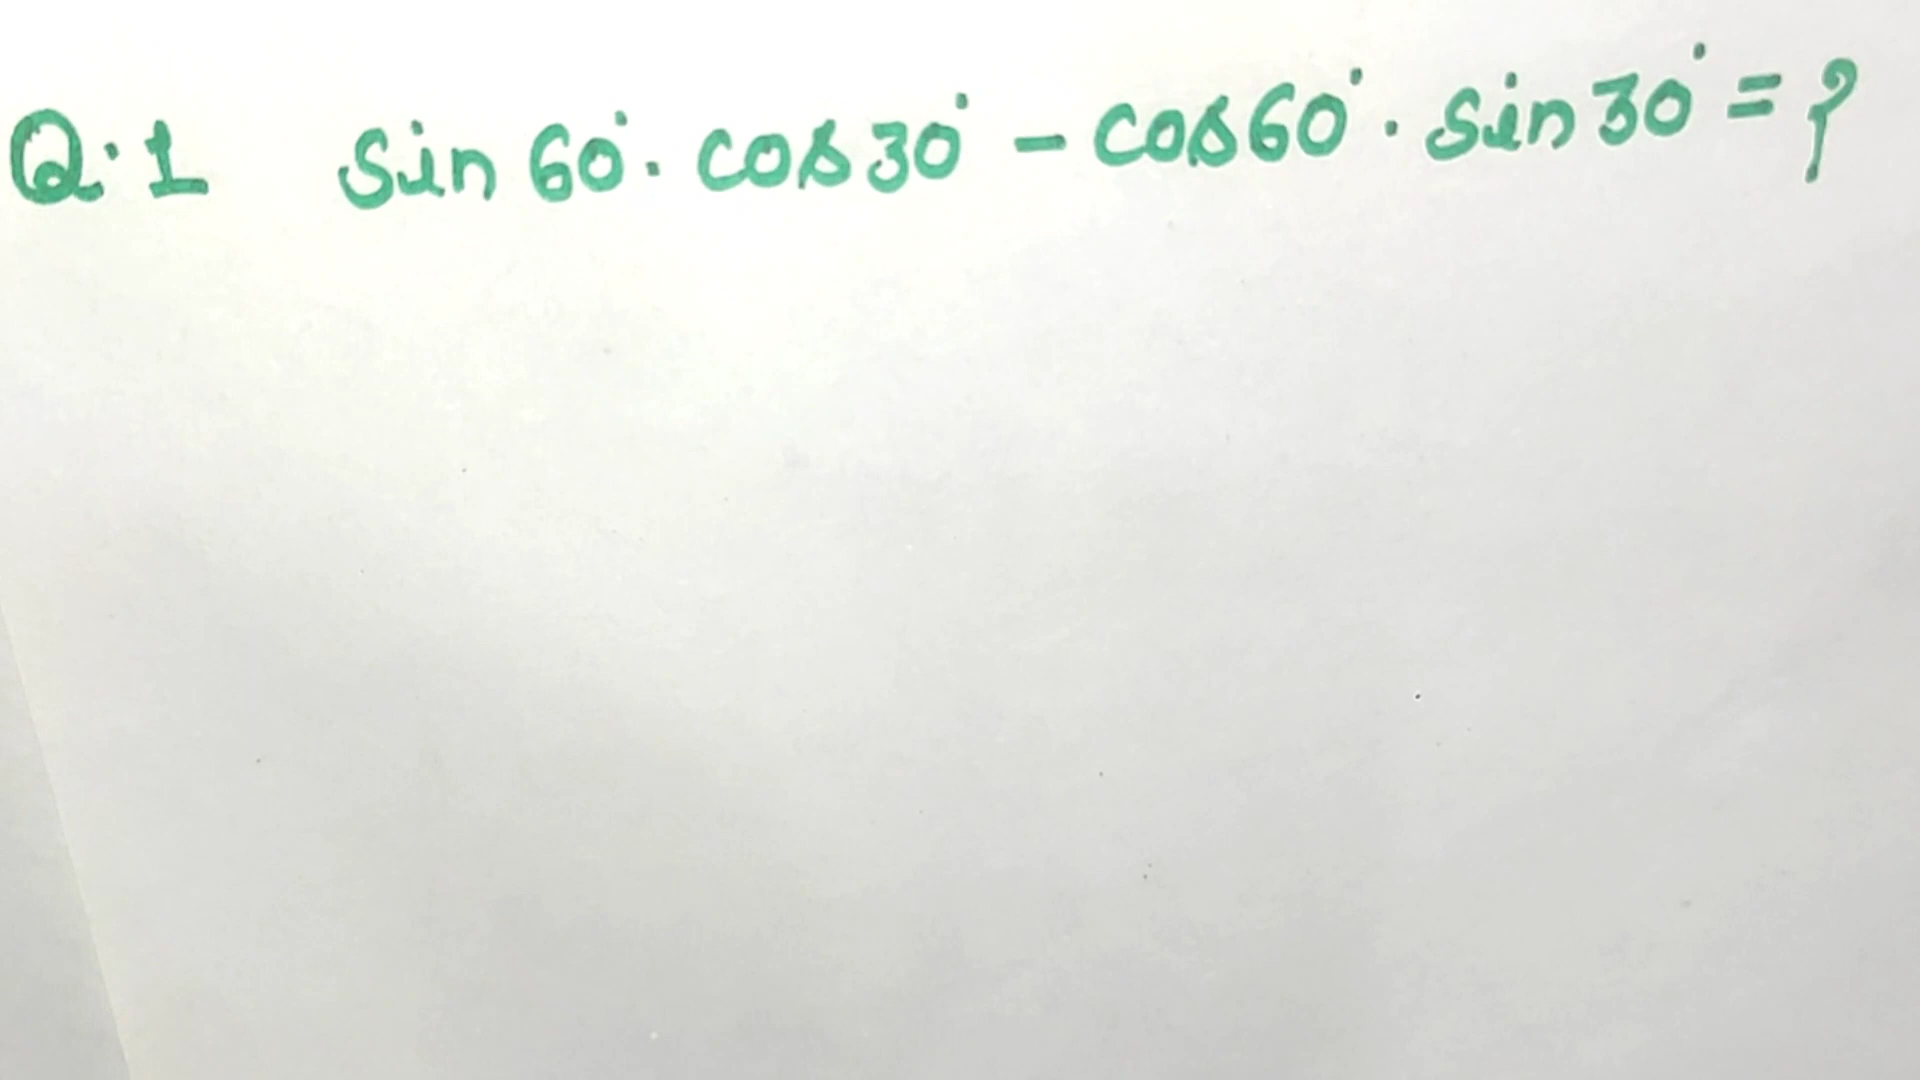 Q.1 sin 60°. cos 30° - cos 60° . sin 30° = ?